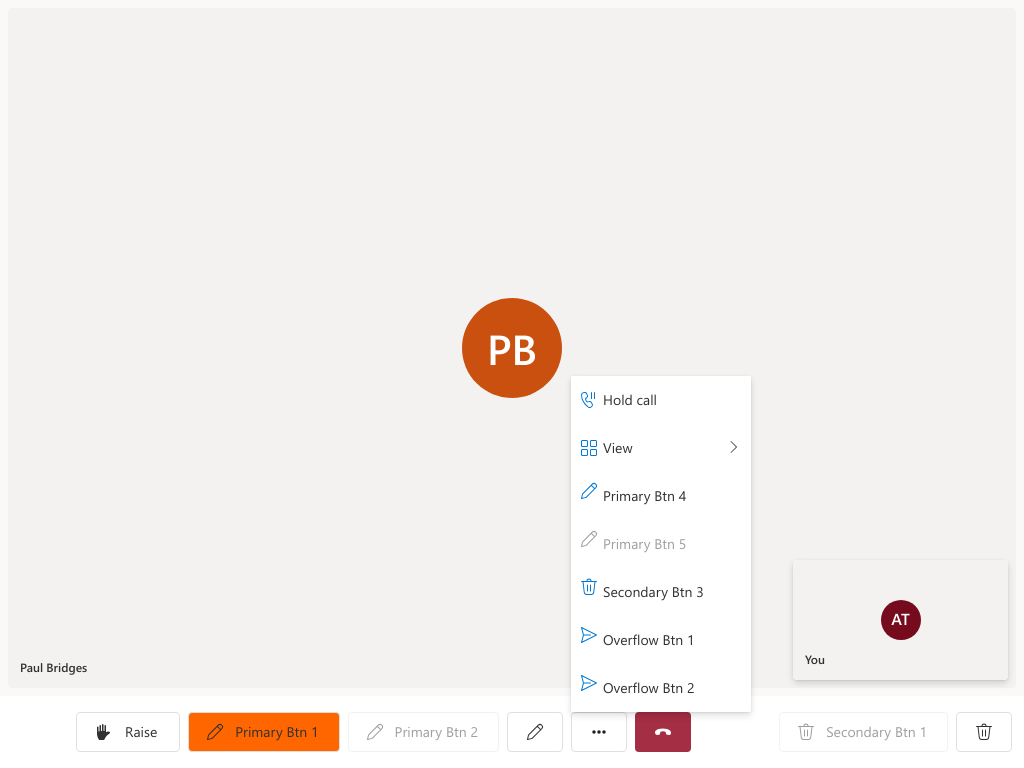 PB
Hold call
View
Primary Btn 4
Primary Btn 5
Secondary Btn 3
Overflow Btn 1
Overflow Btn 2
AT
You
Paul Bridges
Raise
Primary Btn 1
Primary Btn 2
Secondary Btn 1